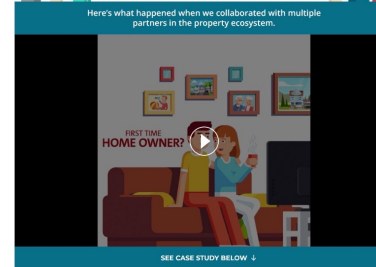 Here's what happened when we collaborated with multiple
partners in the property ecosystem.
FIRST TIME
HOME OWNER?
SEE CASE STUDY BELOW ↓